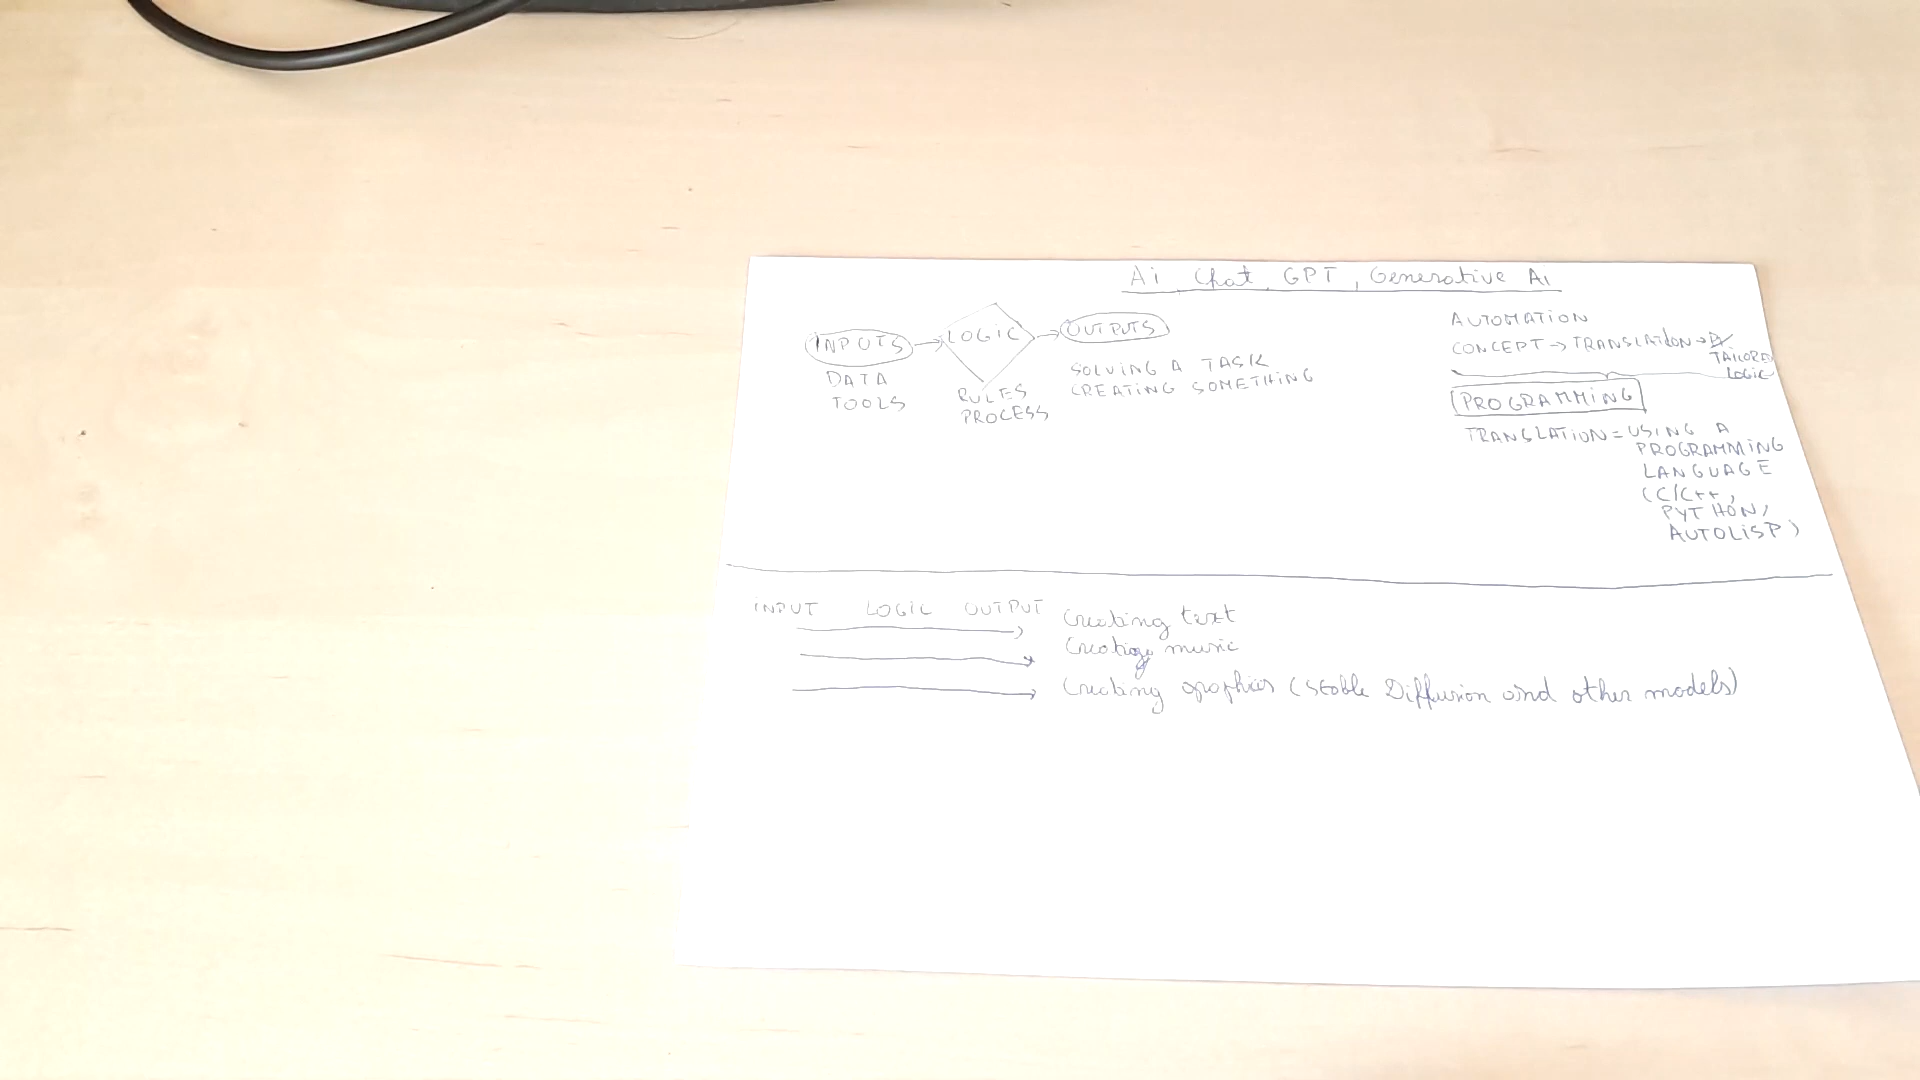 Ai, Chat, GPT, Generative Ai
INPUTS → LOGIC → OUTPUTS
DATA
TOOLS
RULES
PROCESS
SOLVING A TASK
CREATING SOMETHING
AUTOMATION
CONCEPT → TRANSLATION →
TAILORED
LOGIC
PROGRAMMING
TRANSLATION = USING A
PROGRAMMING
LANGUAGE
(C/C++,
PYTHON,
AUTOLISP)
INPUT LOGIC OUTPUT
Creating text
Creating music
Creating graphics (Stable Diffusion and other models)